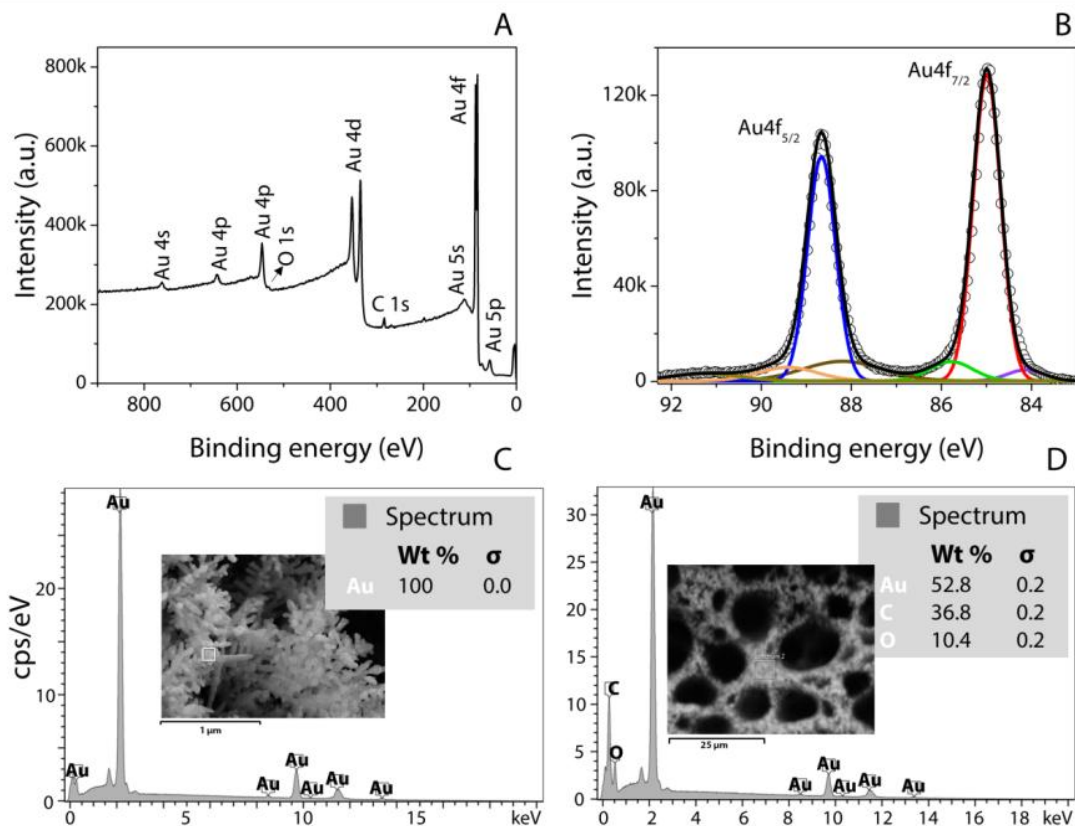 A
800k
600k
400k
200k
0
Intensity (a.u.)
Au 4s
Au 4p
Au 4p
O 1s
Au 4d
C 1s
Au 5s
Au 4f
Au 5p
800 600 400 200 0
Binding energy (eV)
B
120k
80k
40k
0
Intensity (a.u.)
Au4f5/2
Au4f7/2
92 90 88 86 84
Binding energy (eV)
C
cps/eV
20
10
0
Au
Spectrum
Wt % σ
Au 100 0.0
1 µm
Au
Au
Au
Au
Au
0 5 10 15 keV
D
30
25
20
15
10
5
0
Au
Spectrum
Wt % σ
Au 52.8 0.2
C 36.8 0.2
O 10.4 0.2
25 µm
C
O
Au
Au
Au
Au
Au
0 2 4 6 8 10 12 14 16 18 keV